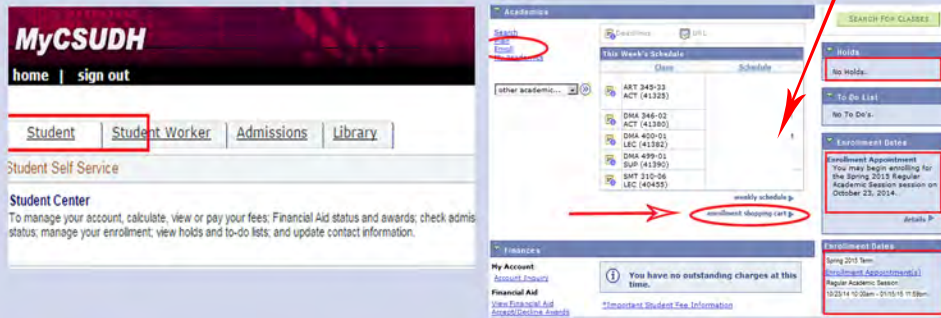 MyCSUDH
home | sign out
Student
Student Worker
Admissions
Library
Student Self Service
Student Center
To manage your account, calculate, view or pay your fees; Financial Aid status and awards; check admis
status; manage your enrollment; view holds and to-do lists; and update contact information.
Academics
Search
Plan
Enroll
My Academics
other academic...
Deadlines
URL
This Week's Schedule
Class
Schedule
ART 345-33
ACT (41325)
DMA 346-02
ACT (41380)
DMA 400-01
LEC (41382)
DMA 499-01
SUP (41390)
SMT 310-06
LEC (40455)
weekly schedule
enrollment shopping cart
Finances
My Account
Account Inquiry
Financial Aid
View Financial Aid
Accept/Decline Awards
You have no outstanding charges at this
time.
*Important Student Fee Information
SEARCH FOR CLASSES
Holds
No Holds.
To Do List
No To Do's.
Enrollment Dates
Enrollment Appointment
You may begin enrolling for
the Spring 2015 Regular
Academic Session session on
October 23, 2014.
details
Enrollment Dates
Spring 2015 Term
Enrollment Appointment(s)
Regular Academic Session